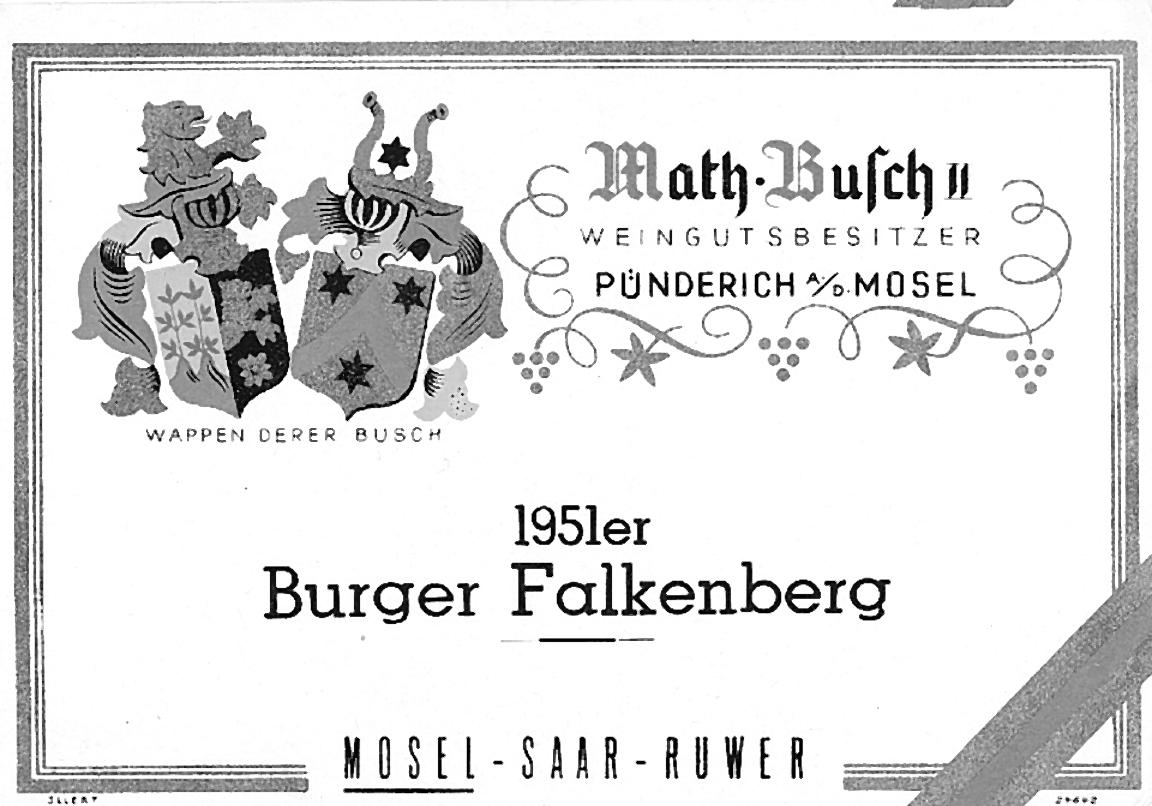 Math. Buſch II
WEINGUTSBESITZER
PÜNDERICH A/D. MOSEL
WAPPEN DERER BUSCH
1951er
Burger Falkenberg
MOSEL-SAAR-RUWER